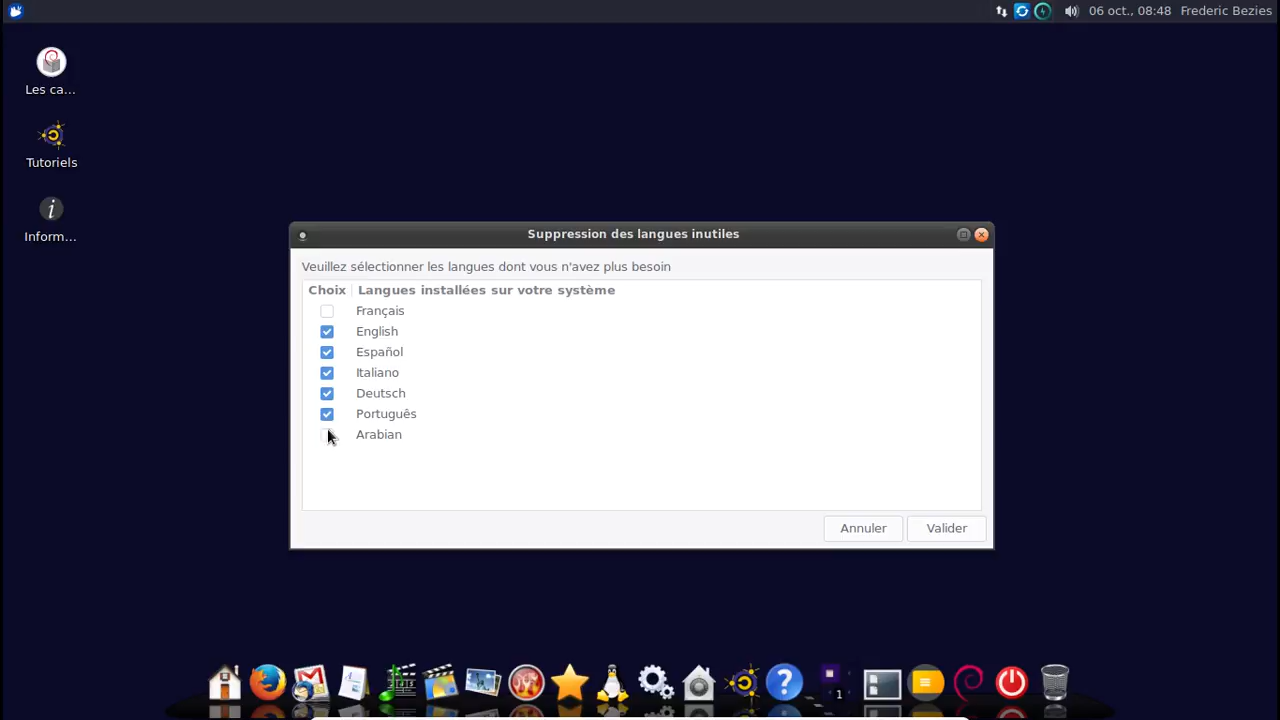 06 oct., 08:48 Frederic Bezies
Les ca...
Tutoriels
Inform...
Suppression des langues inutiles
Veuillez sélectionner les langues dont vous n'avez plus besoin
Choix Langues installées sur votre système
Français
English
Español
Italiano
Deutsch
Português
Arabian
Annuler Valider
1